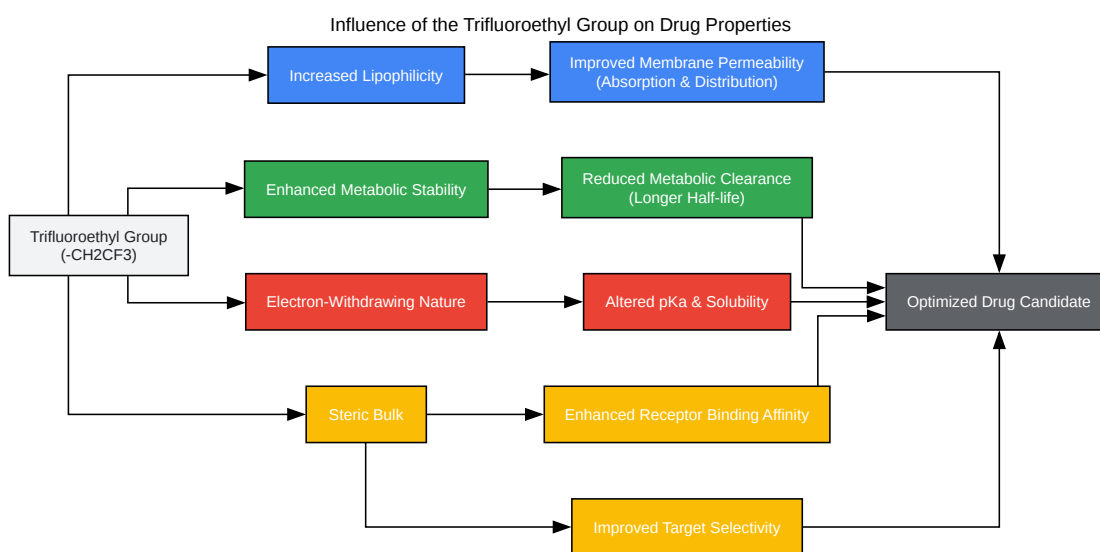 Influence of the Trifluoroethyl Group on Drug Properties
Increased Lipophilicity
Improved Membrane Permeability
(Absorption & Distribution)
Enhanced Metabolic Stability
Reduced Metabolic Clearance
(Longer Half-life)
Trifluoroethyl Group
(-CH2CF3)
Electron-Withdrawing Nature
Altered pKa & Solubility
Optimized Drug Candidate
Steric Bulk
Enhanced Receptor Binding Affinity
Improved Target Selectivity